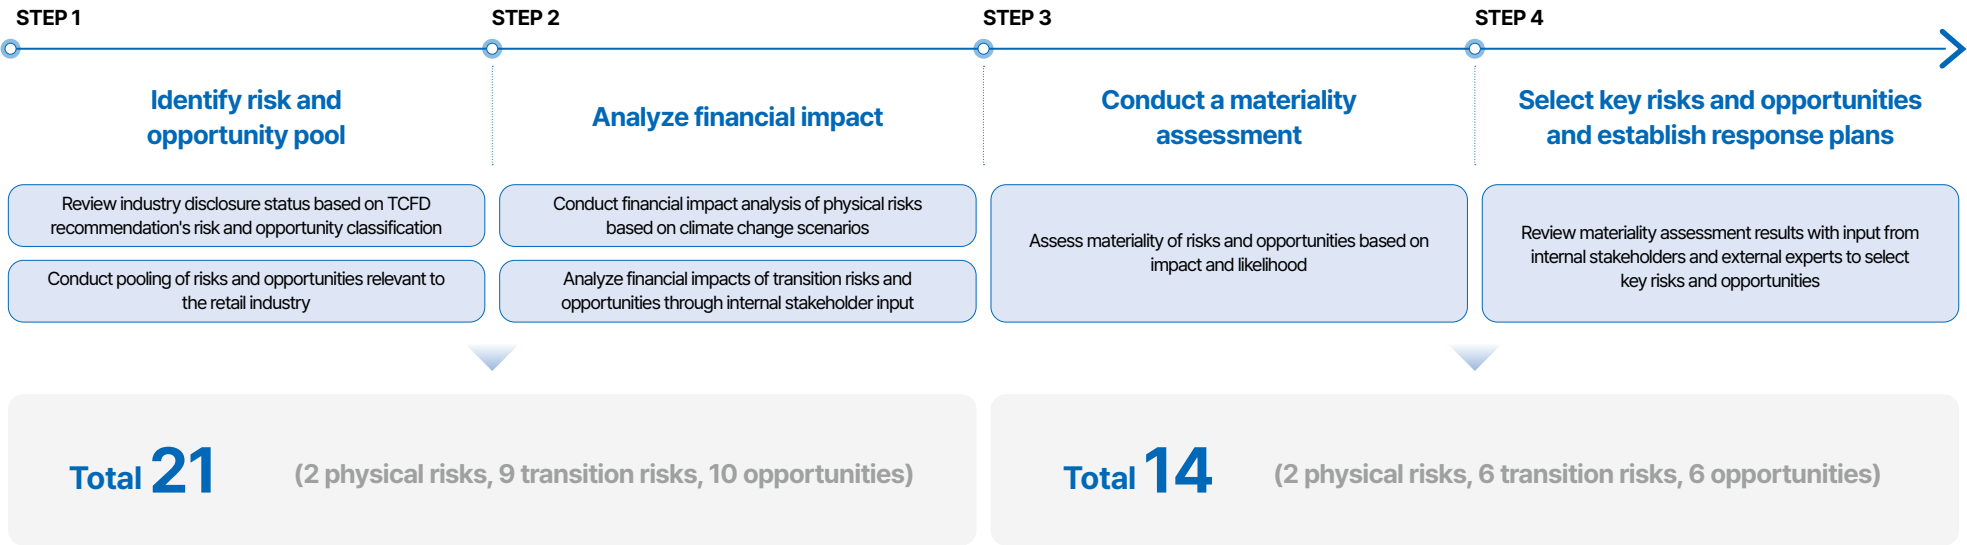 STEP 1
STEP 2
STEP 3
STEP 4
Identify risk and
opportunity pool
Analyze financial impact
Conduct a materiality
assessment
Select key risks and opportunities
and establish response plans
Review industry disclosure status based on TCFD
recommendation's risk and opportunity classification
Conduct pooling of risks and opportunities relevant to
the retail industry
Conduct financial impact analysis of physical risks
based on climate change scenarios
Analyze financial impacts of transition risks and
opportunities through internal stakeholder input
Assess materiality of risks and opportunities based on
impact and likelihood
Review materiality assessment results with input from
internal stakeholders and external experts to select
key risks and opportunities
Total 21 (2 physical risks, 9 transition risks, 10 opportunities)
Total 14 (2 physical risks, 6 transition risks, 6 opportunities)